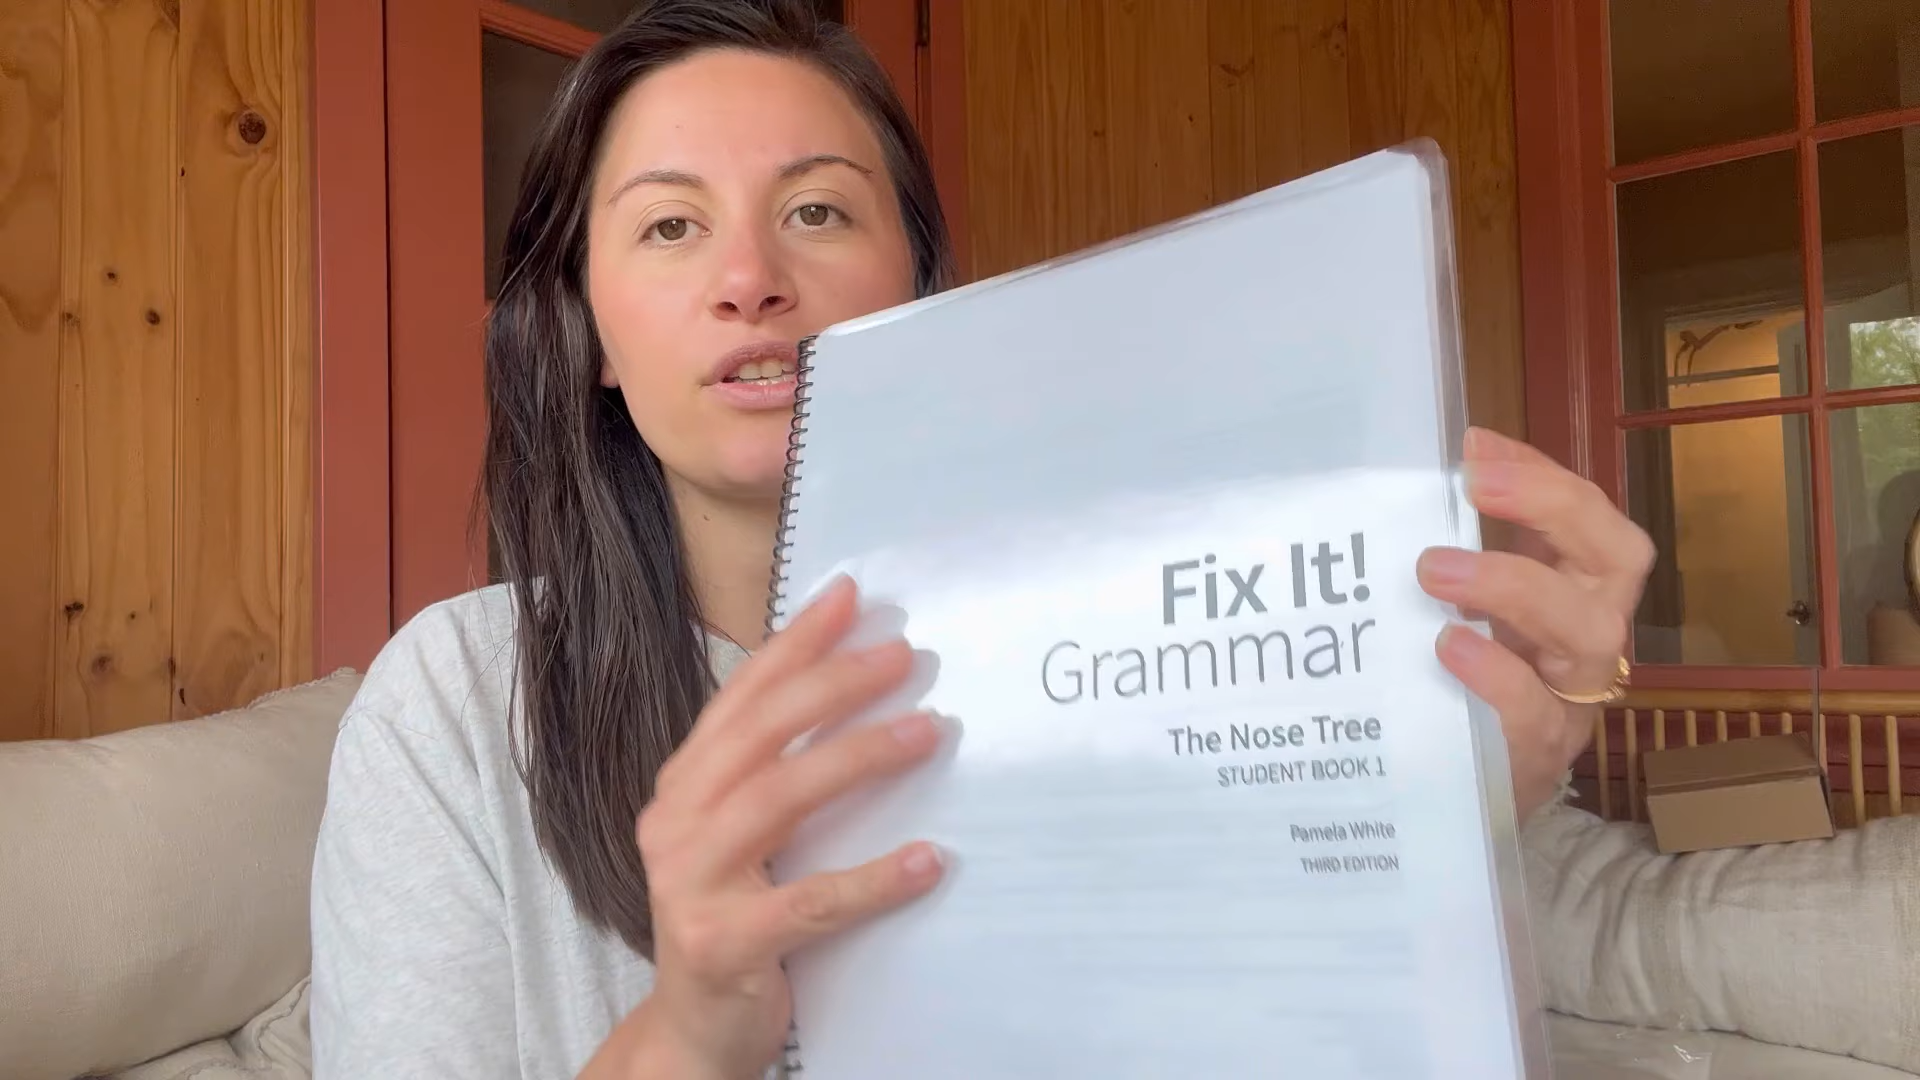 Fix It!
Grammar
The Nose Tree
STUDENT BOOK 1
Pamela White
THIRD EDITION